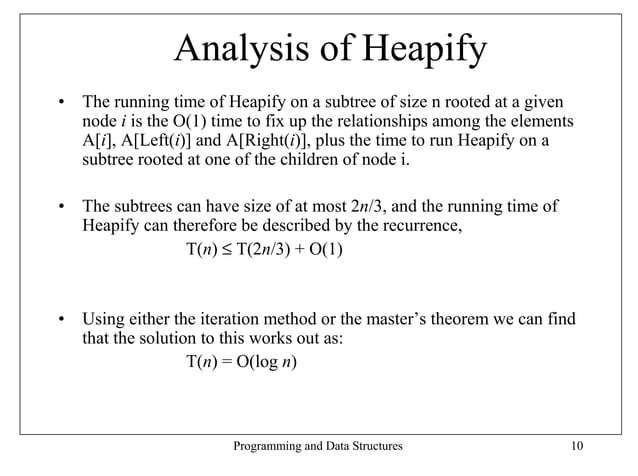 Analysis of Heapify
• The running time of Heapify on a subtree of size n rooted at a given
node i is the O(1) time to fix up the relationships among the elements
A[i], A[Left(i)] and A[Right(i)], plus the time to run Heapify on a
subtree rooted at one of the children of node i.
• The subtrees can have size of at most 2n/3, and the running time of
Heapify can therefore be described by the recurrence,
T(n) ≤ T(2n/3) + O(1)
• Using either the iteration method or the master’s theorem we can find
that the solution to this works out as:
T(n) = O(log n)
Programming and Data Structures
10